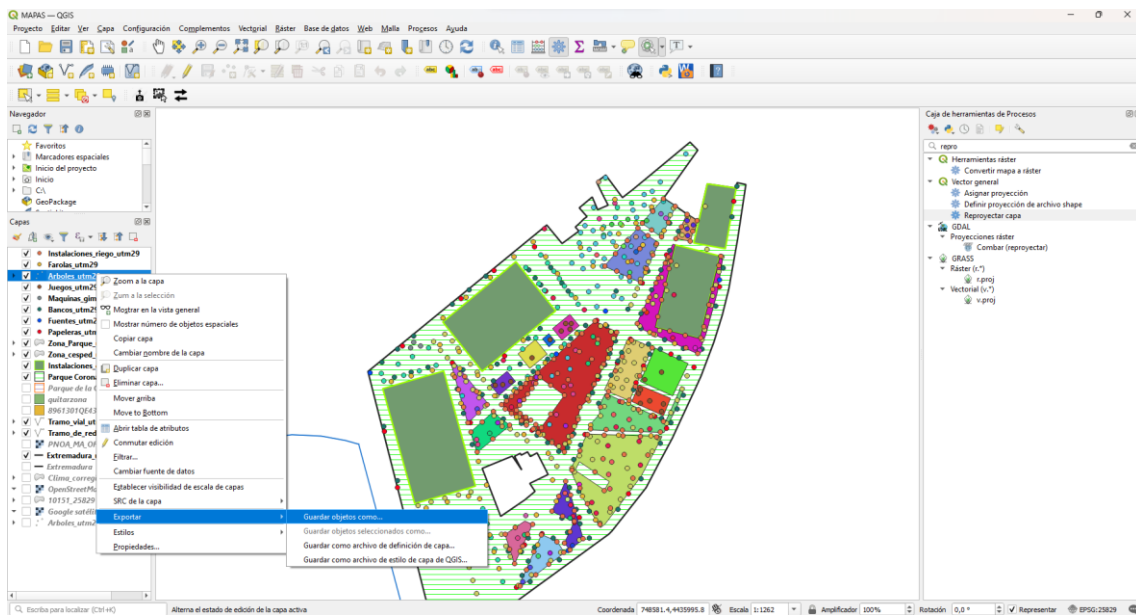 MAPAS — QGIS
Proyecto Editar Ver Capa Configuración Complementos Vectorial Ráster Base de datos Web Malla Procesos Ayuda
Navegador
Favoritos
Marcadores espaciales
Inicio del proyecto
Inicio
C:\
GeoPackage
Capas
Instalaciones_riego_utm29
Farolas_utm29
Arboles_utm2
Juegos_utm29
Maquinas_gim
Bancos_utm29
Fuentes_utm2
Papeleras_utm
Zona_Parque_
Zona_cesped_
Instalaciones_
Parque Corona
Parque de la
quitarzona
8961301QE43
Tramo_vial_ut
Tramo_de_red
PNOA_MA_OF
Extremadura_u
Extremadura
Clima_correg
OpenStreetMa
10151_25829
Google satéli
Arboles_utm2
Zoom a la capa
Zum a la selección
Mostrar en la vista general
Mostrar número de objetos espaciales
Copiar capa
Cambiar nombre de la capa
Duplicar capa
Eliminar capa...
Mover arriba
Move to Bottom
Abrir tabla de atributos
Conmutar edición
Filtrar...
Cambiar fuente de datos
Establecer visibilidad de escala de capas
SRC de la capa
Exportar
Estilos
Propiedades...
Guardar objetos como...
Guardar objetos seleccionados como...
Guardar como archivo de definición de capa...
Guardar como archivo de estilo de capa de QGIS...
Caja de herramientas de Procesos
repro
Herramientas ráster
Convertir mapa a ráster
Vector general
Asignar proyección
Definir proyección de archivo shape
Reproyectar capa
GDAL
Proyecciones ráster
Combar (reproyectar)
GRASS
Ráster (r.*)
r.proj
Vectorial (v.*)
v.proj
Escriba para localizar (Ctrl+K)
Alterna el estado de edición de la capa activa
Coordenada 748581.4,4435995.8 Escala 1:1262 Amplificador 100% Rotación 0,0 ° Representar EPSG:25829